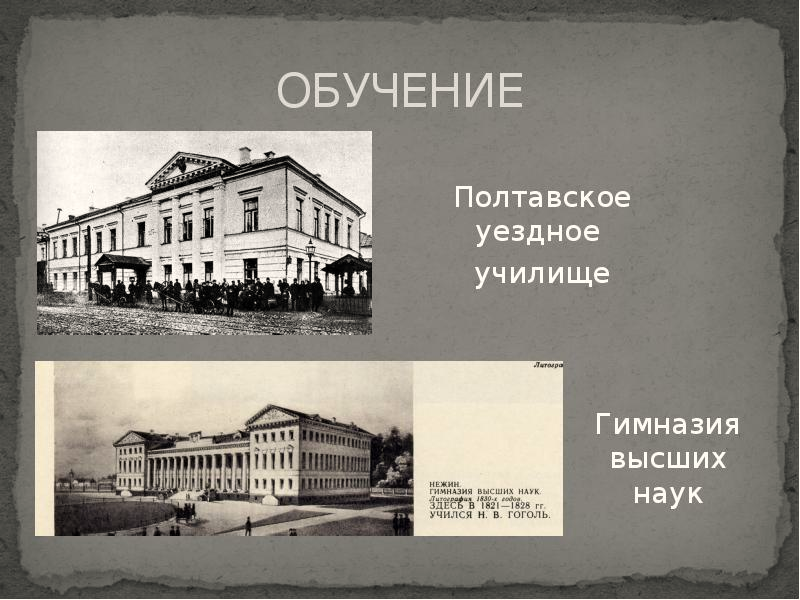 ОБУЧЕНИЕ
Полтавское
уездное
училище
Литогра
НЕЖИН.
ГИМНАЗИЯ ВЫСШИХ НАУК.
Литография 1830-х годов.
ЗДЕСЬ В 1821—1828 гг.
УЧИЛСЯ Н. В. ГОГОЛЬ.
Гимназия
высших
наук